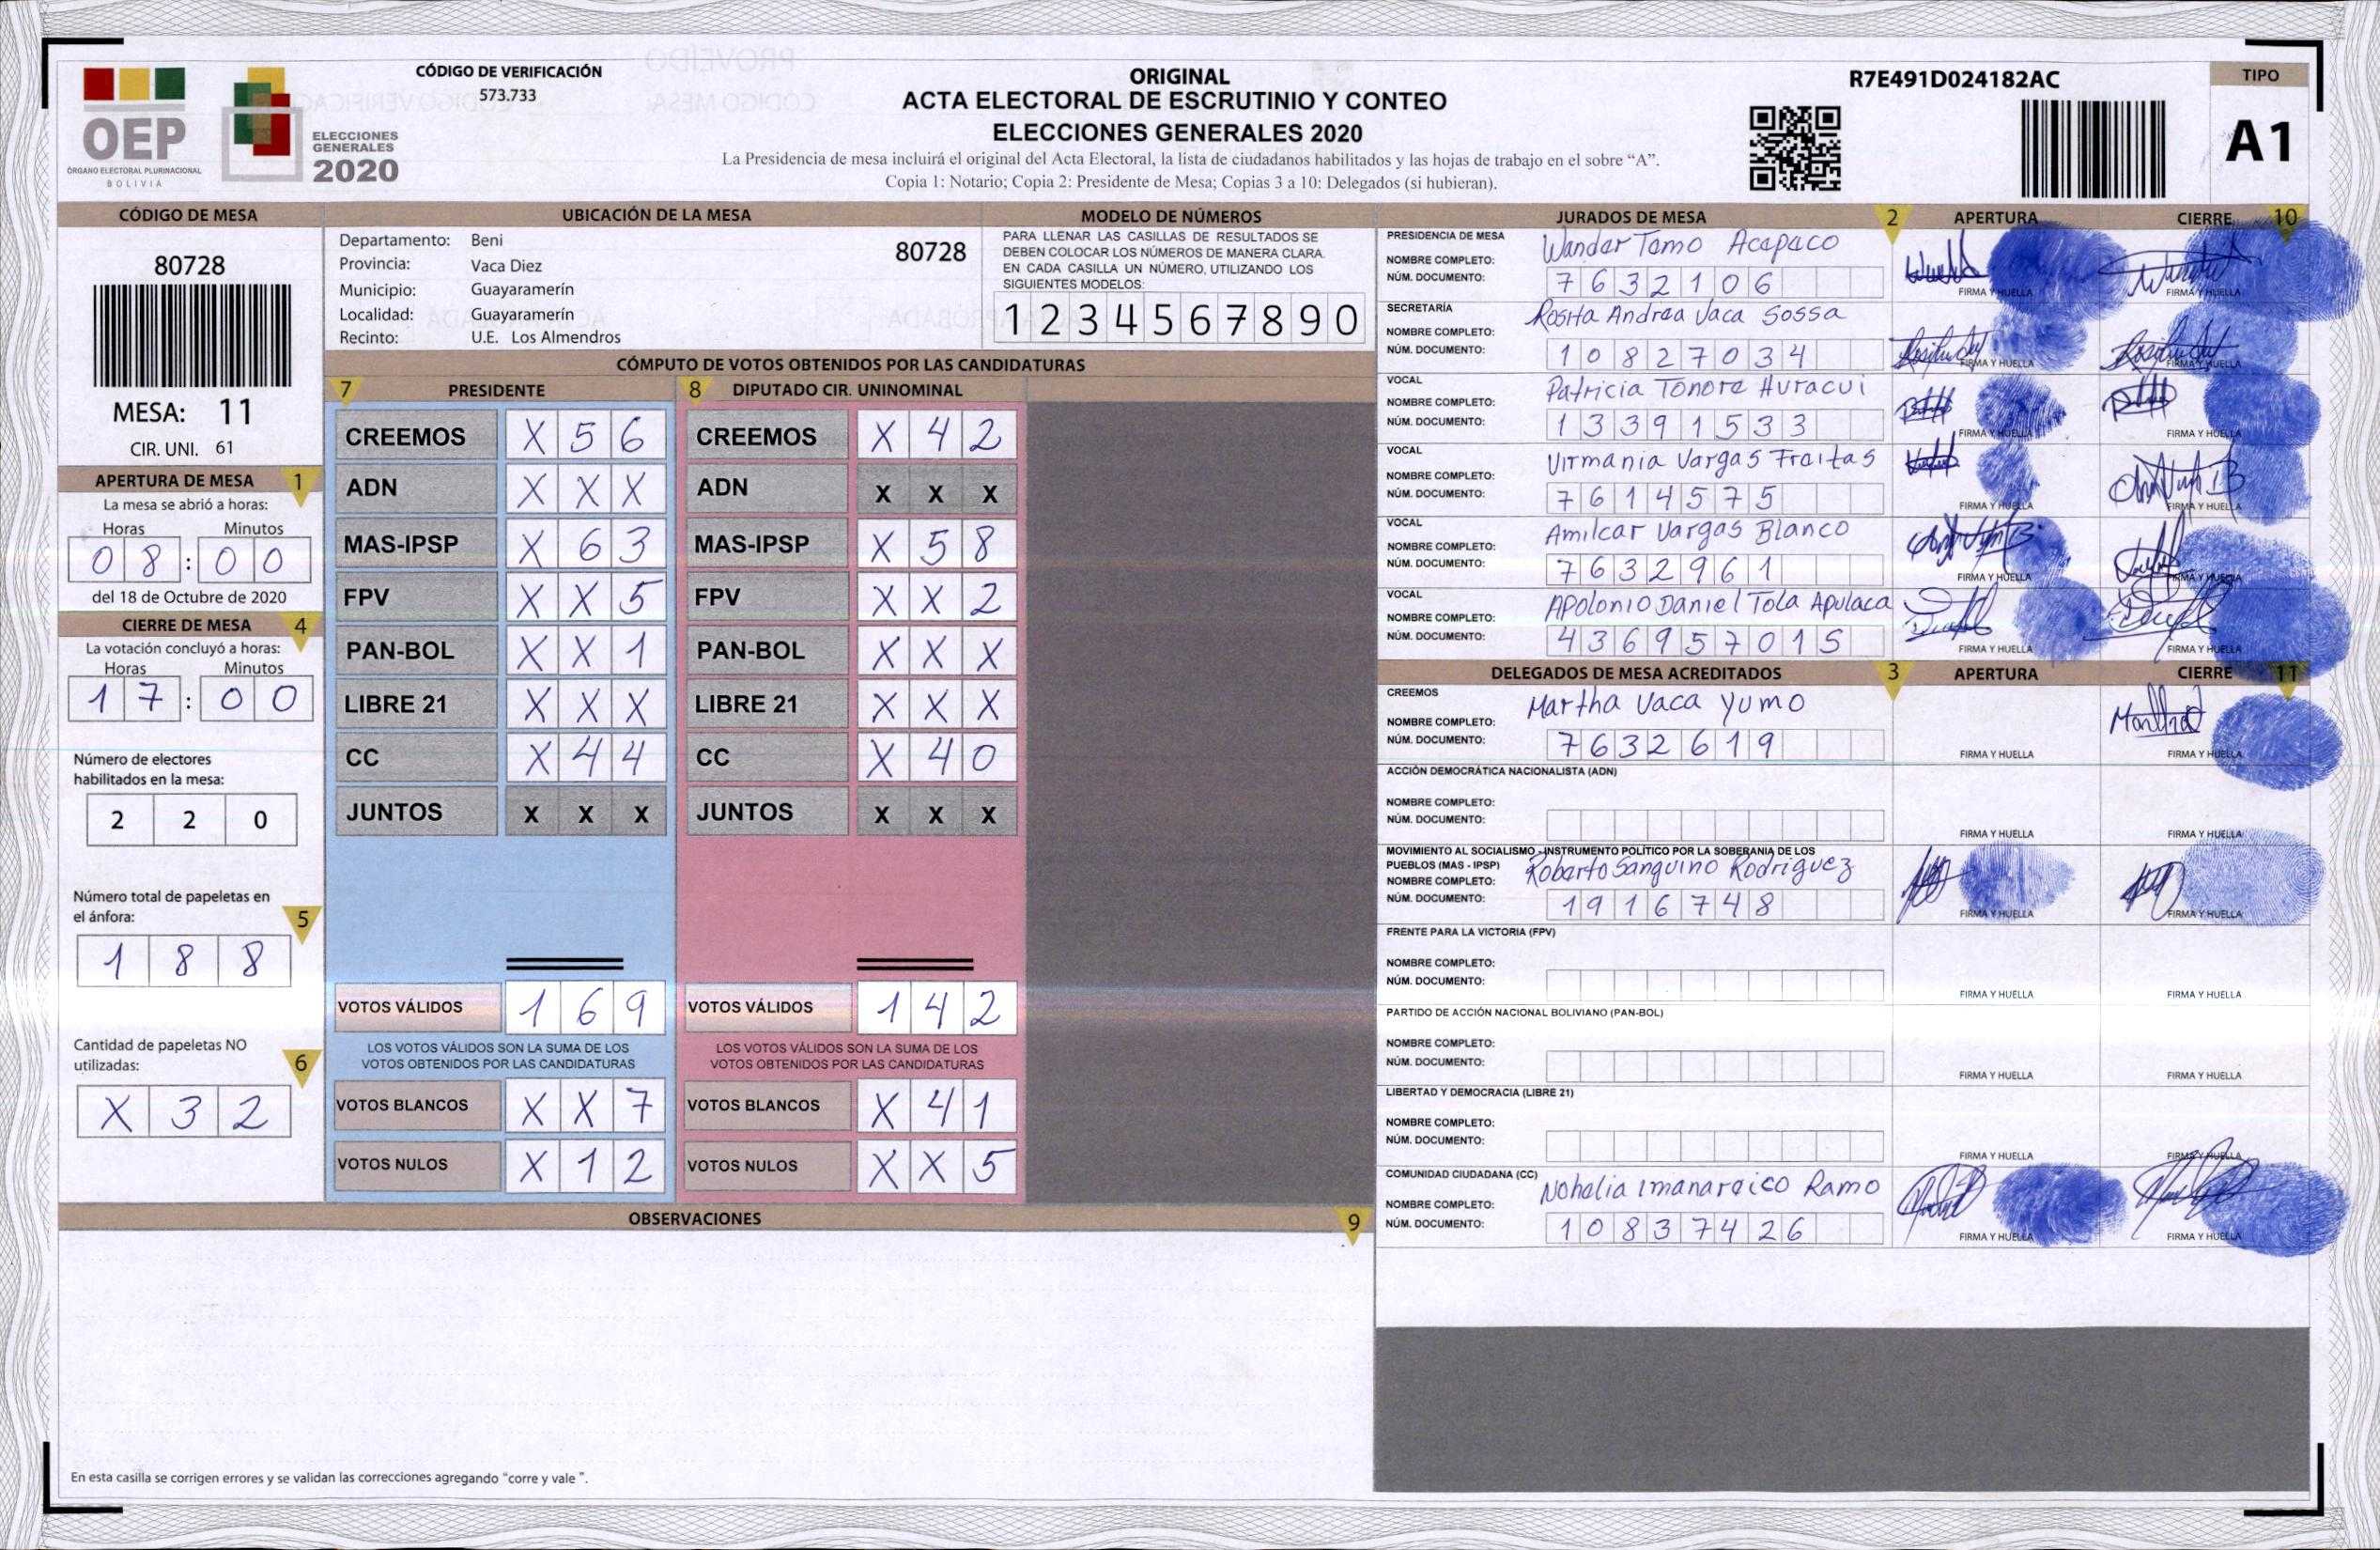 CÓDIGO DE VERIFICACIÓN
573.733
OEP
ÓRGANO ELECTORAL PLURINACIONAL
BOLIVIA
ELECCIONES
GENERALES
2020
ORIGINAL
ACTA ELECTORAL DE ESCRUTINIO Y CONTEO
ELECCIONES GENERALES 2020
La Presidencia de mesa incluirá el original del Acta Electoral, la lista de ciudadanos habilitados y las hojas de trabajo en el sobre “A”.
Copia 1: Notario; Copia 2: Presidente de Mesa; Copias 3 a 10: Delegados (si hubieran).
R7E491D024182AC
TIPO
A1
CÓDIGO DE MESA
80728
MESA: 11
CIR. UNI. 61
APERTURA DE MESA 1
La mesa se abrió a horas:
Horas Minutos
08:00
del 18 de Octubre de 2020
CIERRE DE MESA 4
La votación concluyó a horas:
Horas Minutos
17:00
Número de electores
habilitados en la mesa:
2 2 0
Número total de papeletas en
el ánfora: 5
1 8 8
Cantidad de papeletas NO
utilizadas: 6
X 3 2
UBICACIÓN DE LA MESA
Departamento: Beni
Provincia: Vaca Diez
Municipio: Guayaramerín
Localidad: Guayaramerín
Recinto: U.E. Los Almendros
80728
MODELO DE NÚMEROS
PARA LLENAR LAS CASILLAS DE RESULTADOS SE
DEBEN COLOCAR LOS NÚMEROS DE MANERA CLARA.
EN CADA CASILLA UN NÚMERO, UTILIZANDO LOS
SIGUIENTES MODELOS:
1 2 3 4 5 6 7 8 9 0
CÓMPUTO DE VOTOS OBTENIDOS POR LAS CANDIDATURAS
7 PRESIDENTE
CREEMOS X 5 6
ADN X X X
MAS-IPSP X 6 3
FPV X X 5
PAN-BOL X X 1
LIBRE 21 X X X
CC X 4 4
JUNTOS X X X
VOTOS VÁLIDOS 1 6 9
LOS VOTOS VÁLIDOS SON LA SUMA DE LOS
VOTOS OBTENIDOS POR LAS CANDIDATURAS
VOTOS BLANCOS X X 7
VOTOS NULOS X 1 2
8 DIPUTADO CIR. UNINOMINAL
CREEMOS X 4 2
ADN X X X
MAS-IPSP X 5 8
FPV X X 2
PAN-BOL X X X
LIBRE 21 X X X
CC X 4 0
JUNTOS X X X
VOTOS VÁLIDOS 1 4 2
LOS VOTOS VÁLIDOS SON LA SUMA DE LOS
VOTOS OBTENIDOS POR LAS CANDIDATURAS
VOTOS BLANCOS X 4 1
VOTOS NULOS X X 5
OBSERVACIONES 9
En esta casilla se corrigen errores y se validan las correcciones agregando “corre y vale ”.
JURADOS DE MESA 2 APERTURA CIERRE 10
PRESIDENCIA DE MESA
NOMBRE COMPLETO: Wander Tomo Acapaco
NÚM. DOCUMENTO: 7632106
FIRMA Y HUELLA FIRMA Y HUELLA
SECRETARÍA
NOMBRE COMPLETO: Rosita Andrea Vaca Sossa
NÚM. DOCUMENTO: 10827034
FIRMA Y HUELLA FIRMA Y HUELLA
VOCAL
NOMBRE COMPLETO: Patricia Tonore Auracui
NÚM. DOCUMENTO: 13391533
FIRMA Y HUELLA FIRMA Y HUELLA
VOCAL
NOMBRE COMPLETO: Virmania Vargas Fraitas
NÚM. DOCUMENTO: 7614575
FIRMA Y HUELLA FIRMA Y HUELLA
VOCAL
NOMBRE COMPLETO: Amilcar Vargas Blanco
NÚM. DOCUMENTO: 7632961
FIRMA Y HUELLA FIRMA Y HUELLA
VOCAL
NOMBRE COMPLETO: Apolonio Daniel Tola Apulaca
NÚM. DOCUMENTO: 436957015
FIRMA Y HUELLA FIRMA Y HUELLA
DELEGADOS DE MESA ACREDITADOS 3 APERTURA CIERRE 11
CREEMOS
NOMBRE COMPLETO: Martha Vaca Yumo
NÚM. DOCUMENTO: 7632619
FIRMA Y HUELLA FIRMA Y HUELLA
ACCIÓN DEMOCRÁTICA NACIONALISTA (ADN)
NOMBRE COMPLETO:
NÚM. DOCUMENTO:
FIRMA Y HUELLA FIRMA Y HUELLA
MOVIMIENTO AL SOCIALISMO - INSTRUMENTO POLÍTICO POR LA SOBERANIA DE LOS
PUEBLOS (MAS - IPSP)
NOMBRE COMPLETO: Roberto Sanguino Rodriguez
NÚM. DOCUMENTO: 1916748
FIRMA Y HUELLA FIRMA Y HUELLA
FRENTE PARA LA VICTORIA (FPV)
NOMBRE COMPLETO:
NÚM. DOCUMENTO:
FIRMA Y HUELLA FIRMA Y HUELLA
PARTIDO DE ACCIÓN NACIONAL BOLIVIANO (PAN-BOL)
NOMBRE COMPLETO:
NÚM. DOCUMENTO:
FIRMA Y HUELLA FIRMA Y HUELLA
LIBERTAD Y DEMOCRACIA (LIBRE 21)
NOMBRE COMPLETO:
NÚM. DOCUMENTO:
FIRMA Y HUELLA FIRMA Y HUELLA
COMUNIDAD CIUDADANA (CC)
NOMBRE COMPLETO: Nohelia Imanareico Ramo
NÚM. DOCUMENTO: 10837426
FIRMA Y HUELLA FIRMA Y HUELLA